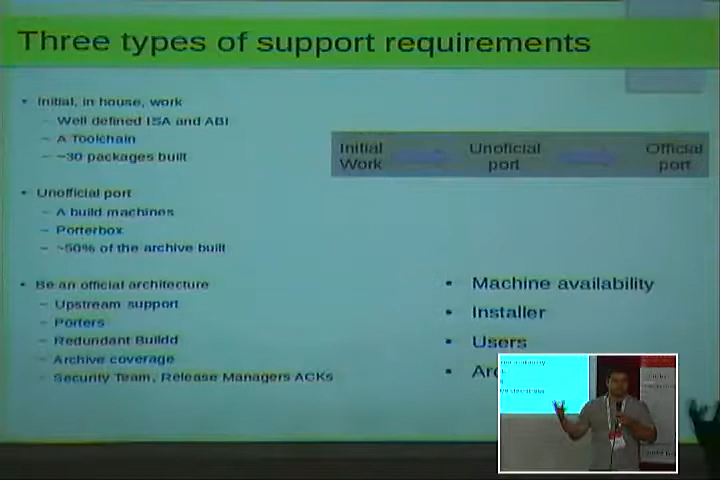 Three types of support requirements
Initial, in house, work
Well defined ISA and ABI
A Toolchain
~30 packages built
Unofficial port
A build machines
Porterbox
~50% of the archive built
Be an official architecture
Upstream support
Porters
Redundant Buildd
Archive coverage
Security Team, Release Managers ACKs
Initial Work
Unofficial port
Official port
Machine availability
Installer
Users